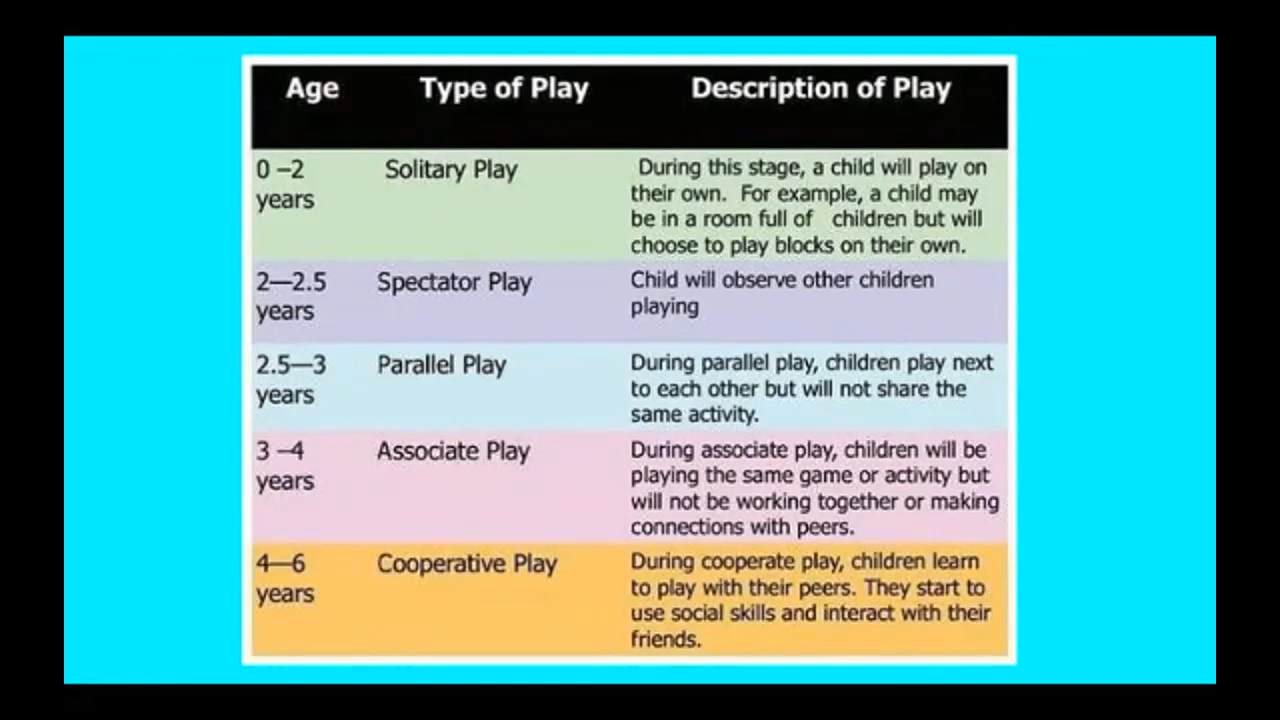 Age Type of Play Description of Play
0 –2 years
Solitary Play
During this stage, a child will play on
their own. For example, a child may
be in a room full of children but will
choose to play blocks on their own.
2—2.5 years
Spectator Play
Child will observe other children
playing
2.5—3 years
Parallel Play
During parallel play, children play next
to each other but will not share the
same activity.
3 –4 years
Associate Play
During associate play, children will be
playing the same game or activity but
will not be working together or making
connections with peers.
4—6 years
Cooperative Play
During cooperate play, children learn
to play with their peers. They start to
use social skills and interact with their
friends.